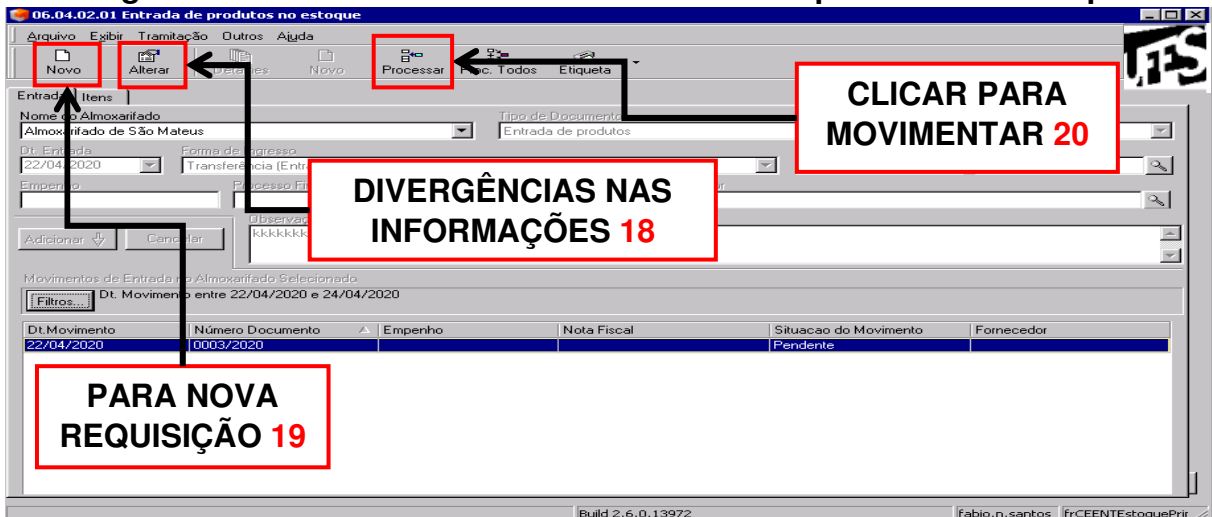 06.04.02.01 Entrada de produtos no estoque
Arquivo Exibir Tramitação Outros Ajuda
Novo Alterar Detalhes Novo Processar Proc. Todos Etiqueta
CLICAR PARA
MOVIMENTAR 20
Entrada Itens
Nome do Almoxarifado Tipo de Documento
Almoxarifado de São Mateus Entrada de produtos
Dt. Entrada Forma de Ingresso
22/04/2020 Transferência
Empenho Processo
DIVERGÊNCIAS NAS
INFORMAÇÕES 18
Adicionar Cancelar
Movimentos de Entrada no Almoxarifado Selecionado
Filtros... Dt. Movimento entre 22/04/2020 e 24/04/2020
Dt.Movimento Número Documento Empenho Nota Fiscal Situacao do Movimento Fornecedor
22/04/2020 0003/2020 Pendente
PARA NOVA
REQUISIÇÃO 19
Build 2.6.0.13972 fabio.n.santos frCEENTEstoquePrir